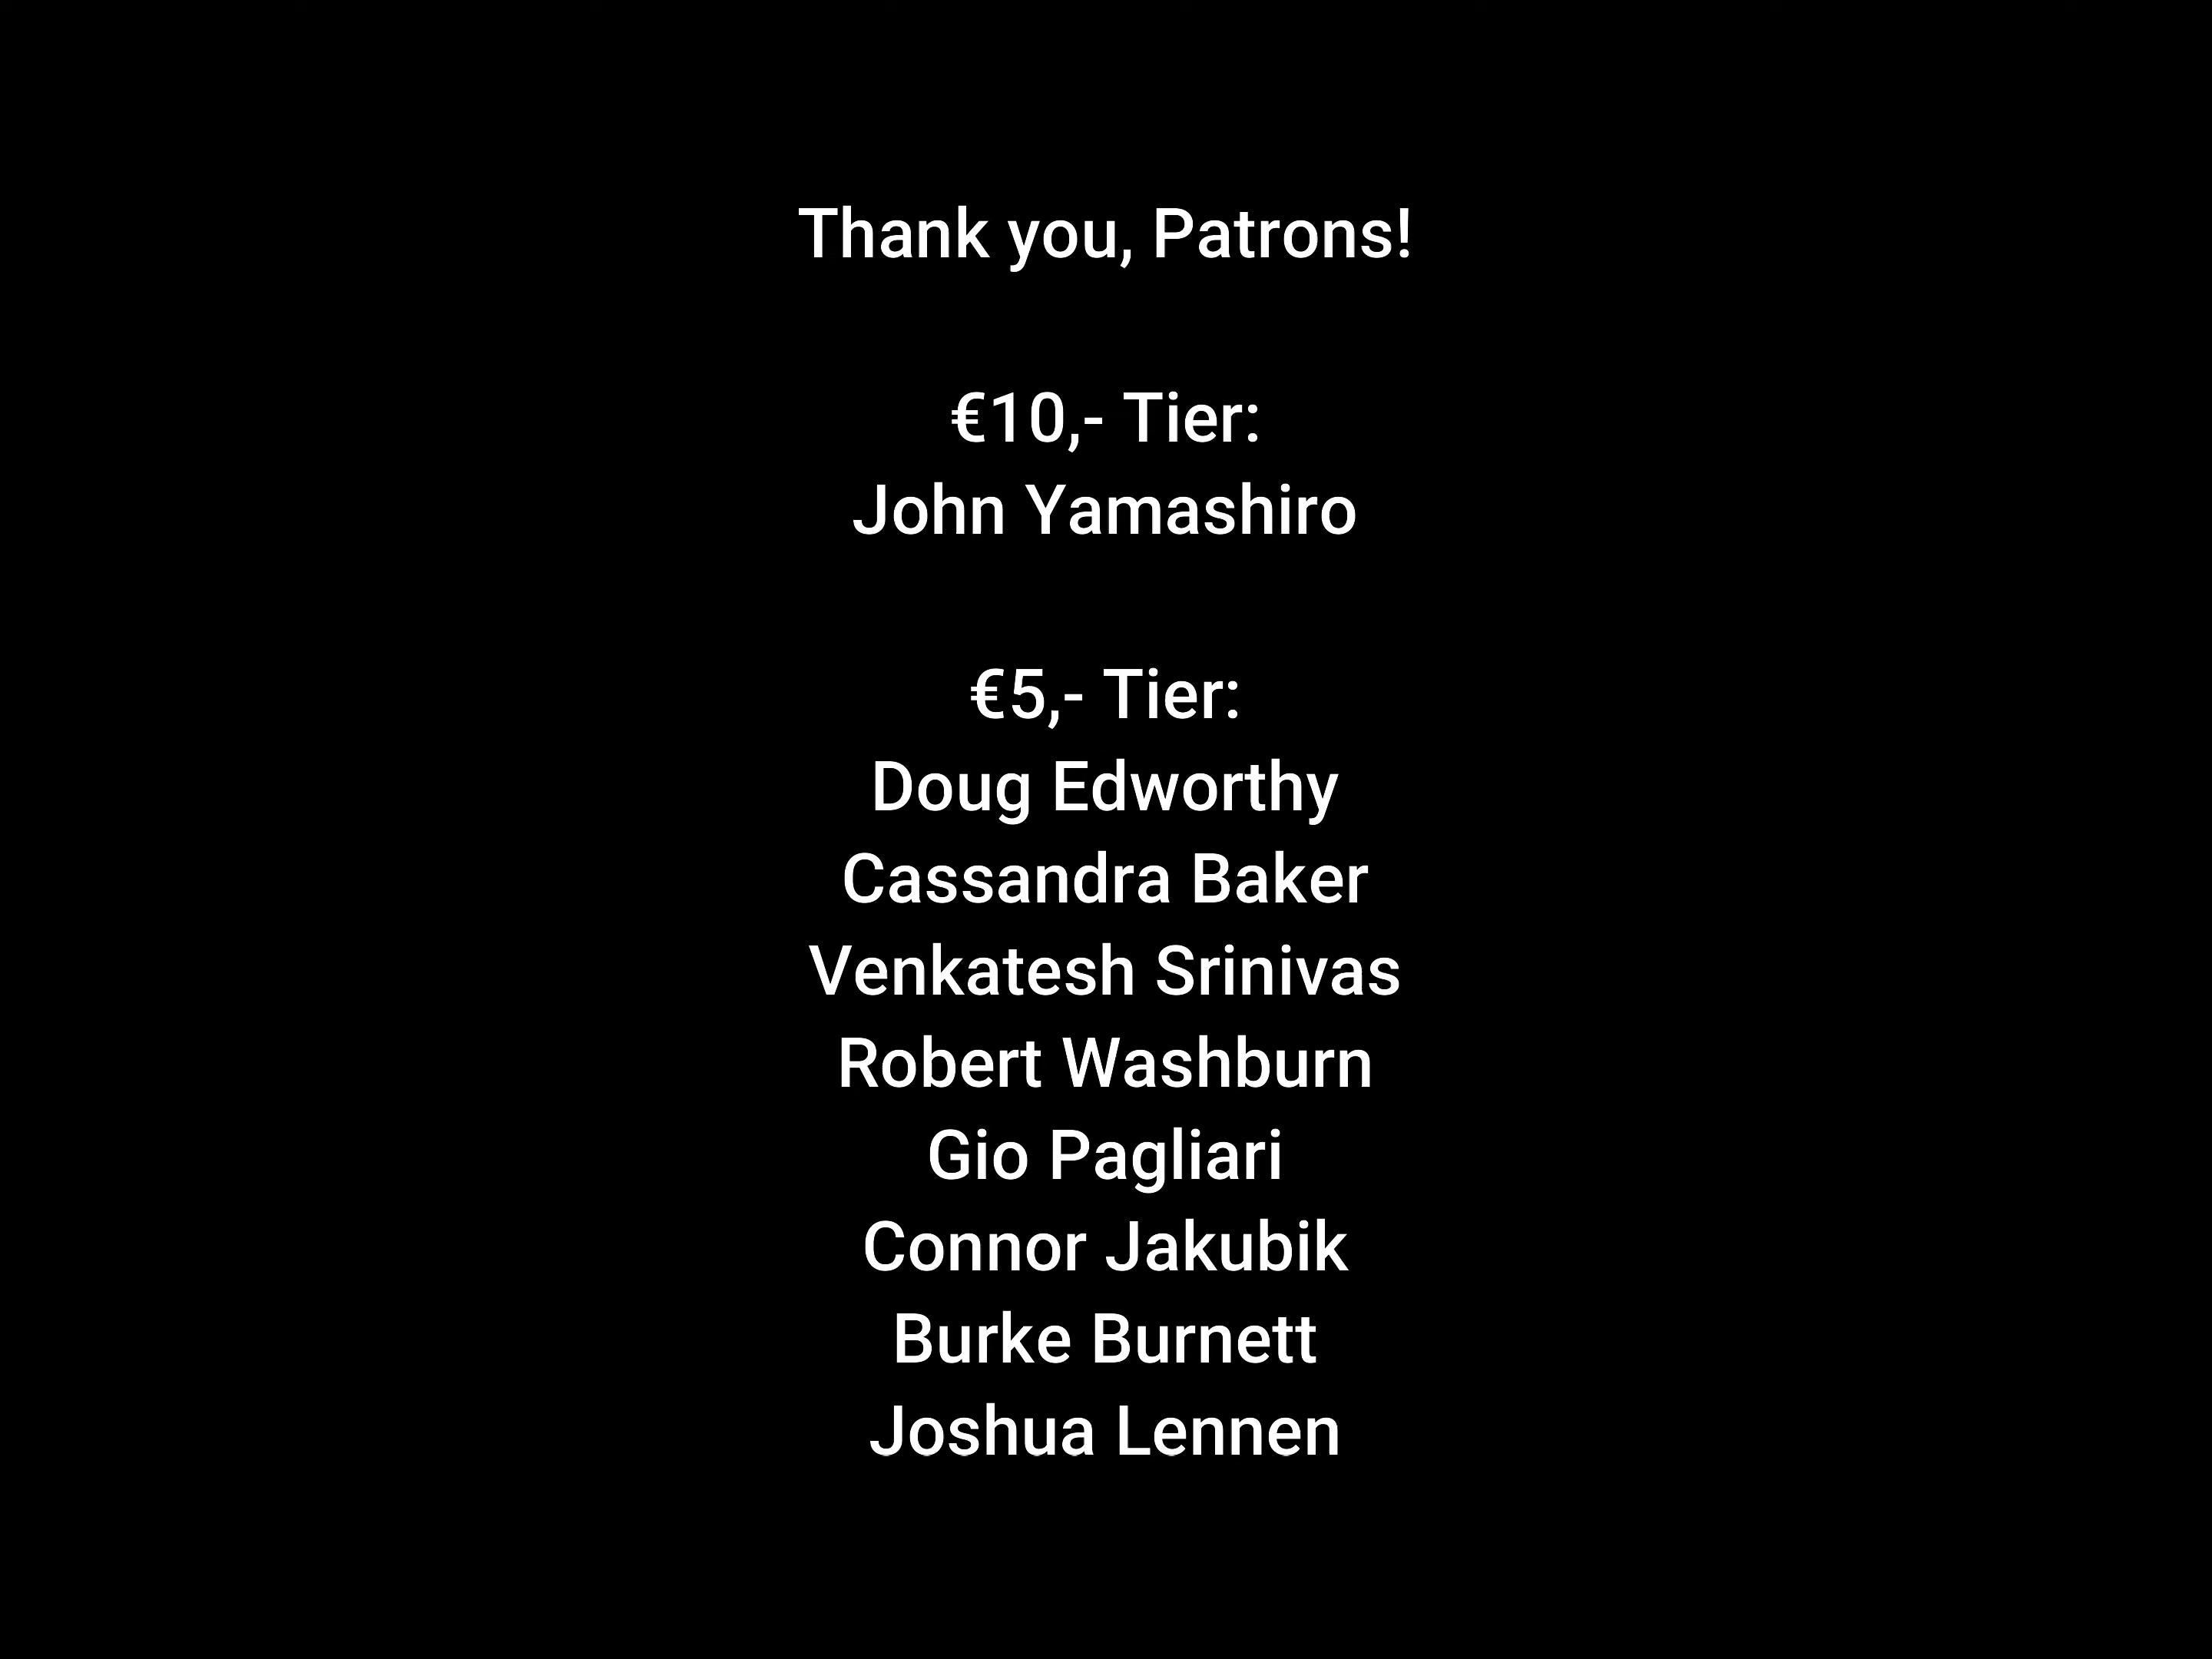 Thank you, Patrons!
€10,- Tier:
John Yamashiro
€5,- Tier:
Doug Edworthy
Cassandra Baker
Venkatesh Srinivas
Robert Washburn
Gio Pagliari
Connor Jakubik
Burke Burnett
Joshua Lennen